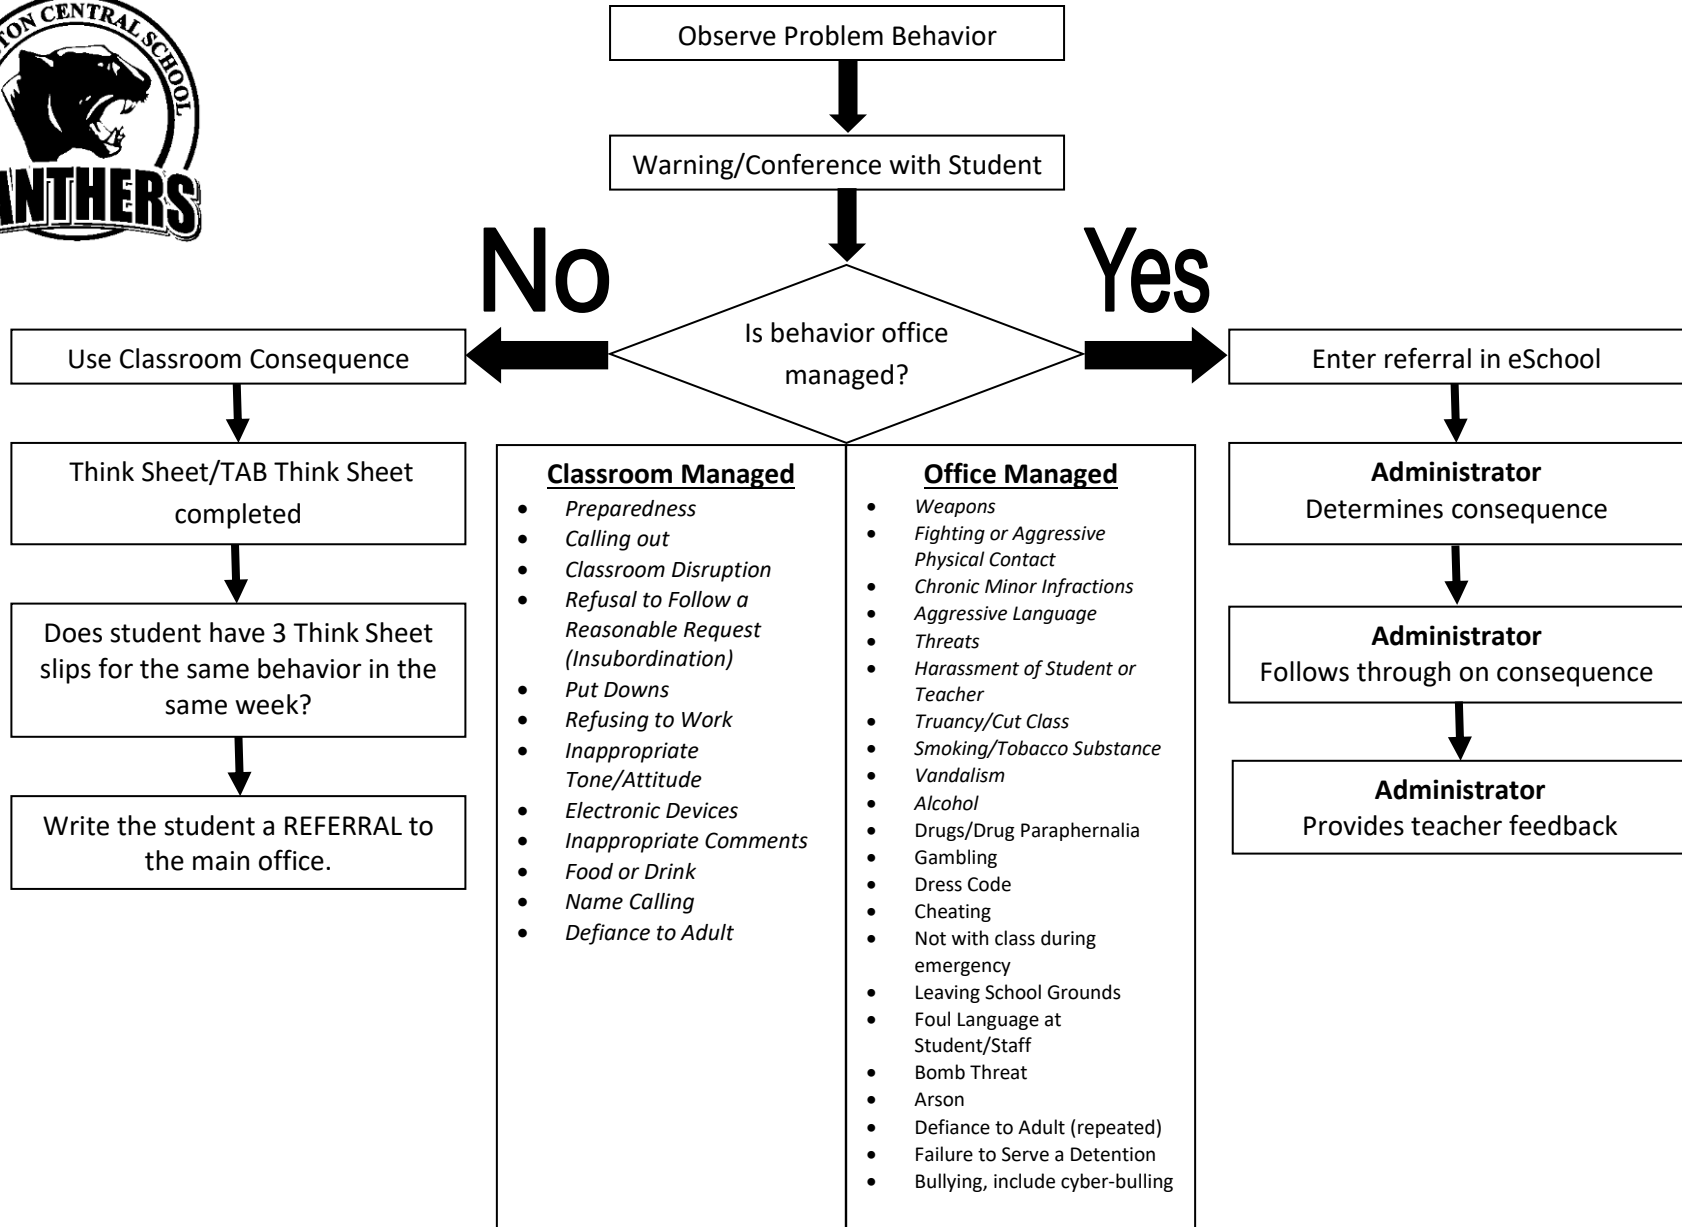 TON CENTRAL SCHOOL
ANTHERS
Observe Problem Behavior
Warning/Conference with Student
No
Yes
Is behavior office
managed?
Use Classroom Consequence
Think Sheet/TAB Think Sheet
completed
Does student have 3 Think Sheet
slips for the same behavior in the
same week?
Write the student a REFERRAL to
the main office.
Classroom Managed
• Preparedness
• Calling out
• Classroom Disruption
• Refusal to Follow a
Reasonable Request
(Insubordination)
• Put Downs
• Refusing to Work
• Inappropriate
Tone/Attitude
• Electronic Devices
• Inappropriate Comments
• Food or Drink
• Name Calling
• Defiance to Adult
Office Managed
• Weapons
• Fighting or Aggressive
Physical Contact
• Chronic Minor Infractions
• Aggressive Language
• Threats
• Harassment of Student or
Teacher
• Truancy/Cut Class
• Smoking/Tobacco Substance
• Vandalism
• Alcohol
• Drugs/Drug Paraphernalia
• Gambling
• Dress Code
• Cheating
• Not with class during
emergency
• Leaving School Grounds
• Foul Language at
Student/Staff
• Bomb Threat
• Arson
• Defiance to Adult (repeated)
• Failure to Serve a Detention
• Bullying, include cyber-bulling
Enter referral in eSchool
Administrator
Determines consequence
Administrator
Follows through on consequence
Administrator
Provides teacher feedback